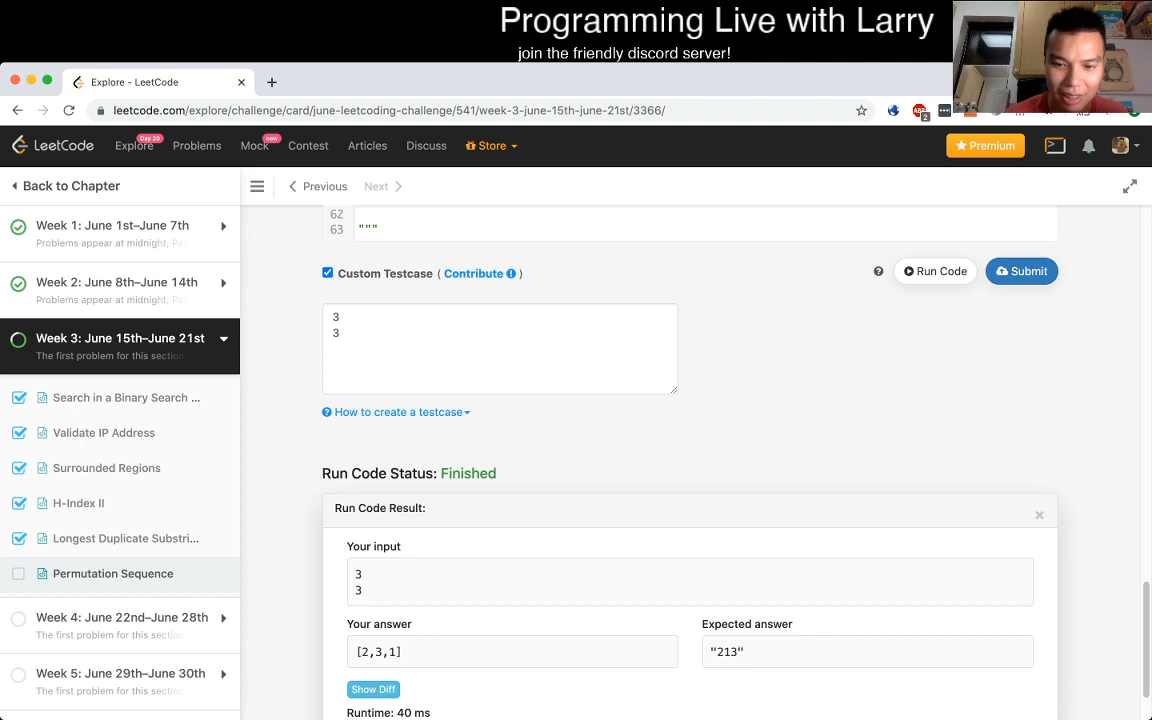 Programming Live with Larry
join the friendly discord server!
Explore - LeetCode
leetcode.com/explore/challenge/card/june-leetcoding-challenge/541/week-3-june-15th-june-21st/3366/
LeetCode
Explore
Day 20
Problems
Mock
new
Contest
Articles
Discuss
Store
Premium
Back to Chapter
Previous
Next
Week 1: June 1st–June 7th
Problems appear at midnight, Pa
Week 2: June 8th–June 14th
Problems appear at midnight, Pa
Week 3: June 15th–June 21st
The first problem for this section
Search in a Binary Search ...
Validate IP Address
Surrounded Regions
H-Index II
Longest Duplicate Substri...
Permutation Sequence
Week 4: June 22nd–June 28th
The first problem for this section
Week 5: June 29th–June 30th
The first problem for this section
62
63 """
Custom Testcase ( Contribute )
Run Code
Submit
3
3
How to create a testcase
Run Code Status: Finished
Run Code Result:
Your input
3
3
Your answer
[2,3,1]
Expected answer
"213"
Show Diff
Runtime: 40 ms